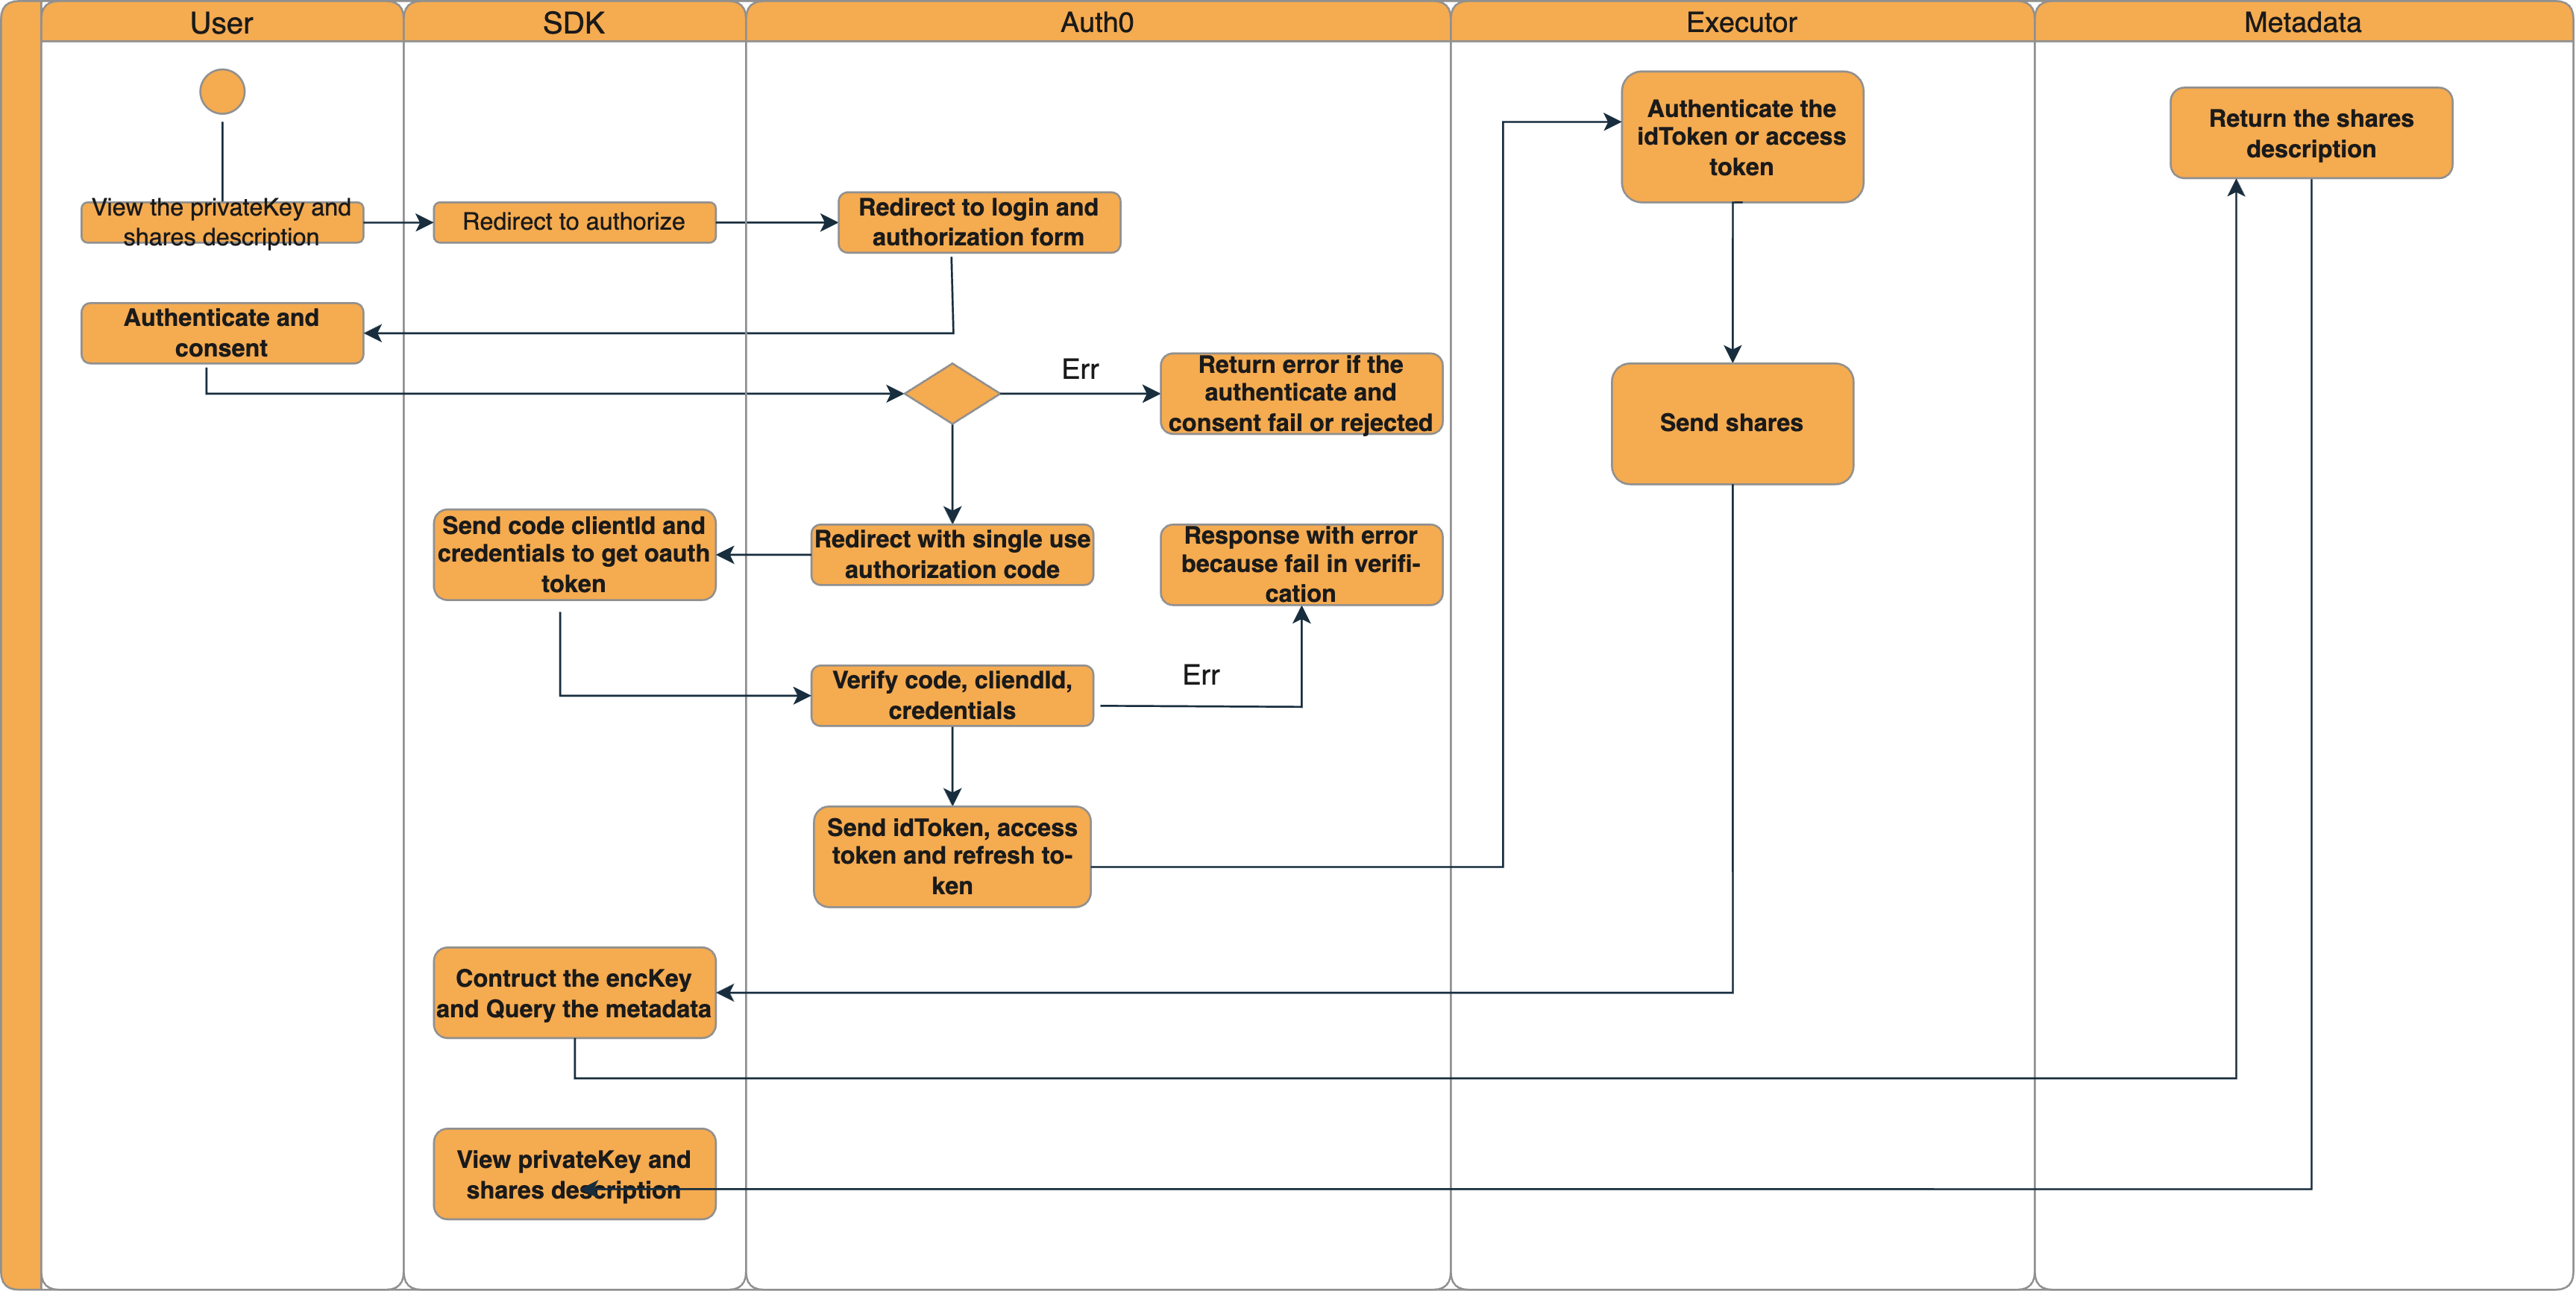 User
SDK
Auth0
Executor
Metadata
View the privateKey and
shares description
Redirect to authorize
Redirect to login and
authorization form
Authenticate the
idToken or access
token
Return the shares
description
Authenticate and
consent
Err
Return error if the
authenticate and
consent fail or rejected
Send shares
Send code clientId and
credentials to get oauth
token
Redirect with single use
authorization code
Response with error
because fail in verifi-
cation
Verify code, cliendId,
credentials
Err
Send idToken, access
token and refresh to-
ken
Contruct the encKey
and Query the metadata
View privateKey and
shares description